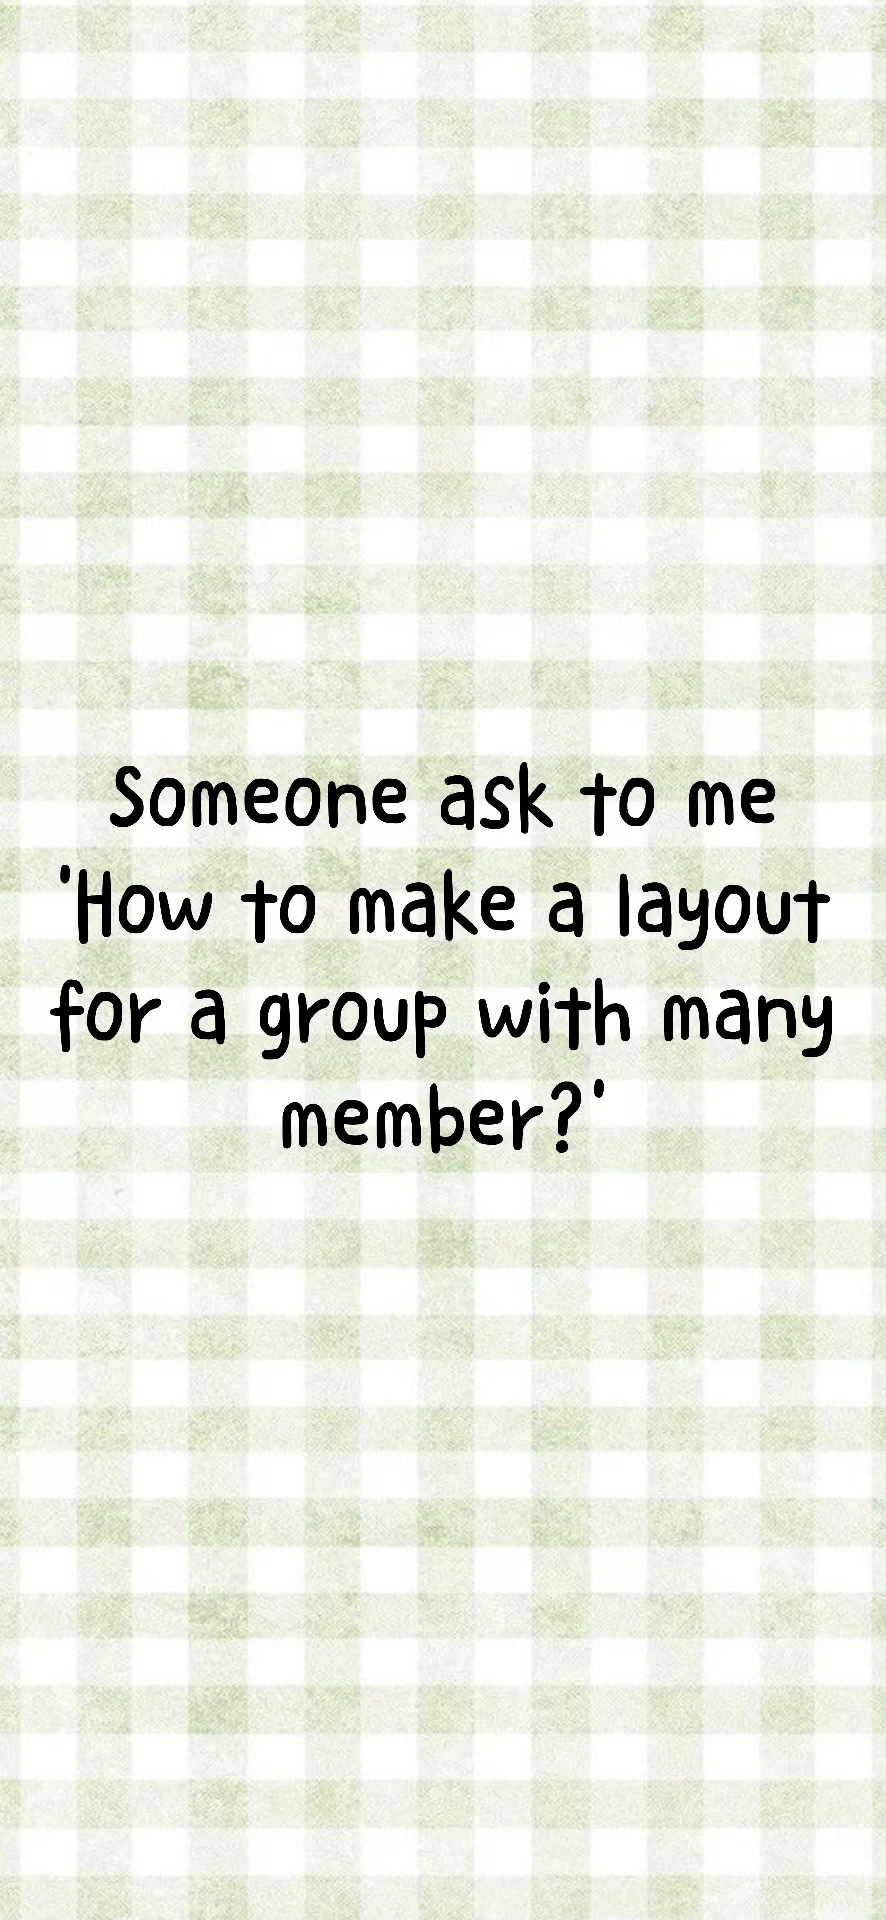 Someone ask to me
'How to make a layout
for a group with many
member?'